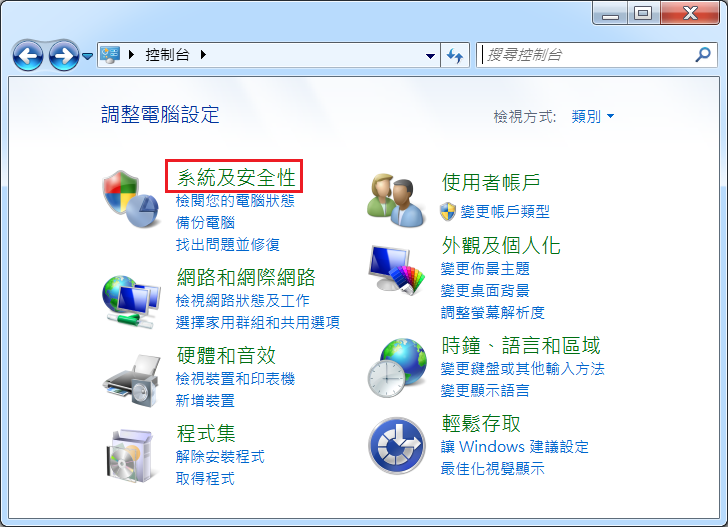 控制台
搜尋控制台
調整電腦設定
檢視方式: 類別
系統及安全性
檢閱您的電腦狀態
備份電腦
找出問題並修復
網路和網際網路
檢視網路狀態及工作
選擇家用群組和共用選項
硬體和音效
檢視裝置和印表機
新增裝置
程式集
解除安裝程式
取得程式
使用者帳戶
變更帳戶類型
外觀及個人化
變更佈景主題
變更桌面背景
調整螢幕解析度
時鐘、語言和區域
變更鍵盤或其他輸入方法
變更顯示語言
輕鬆存取
讓 Windows 建議設定
最佳化視覺顯示